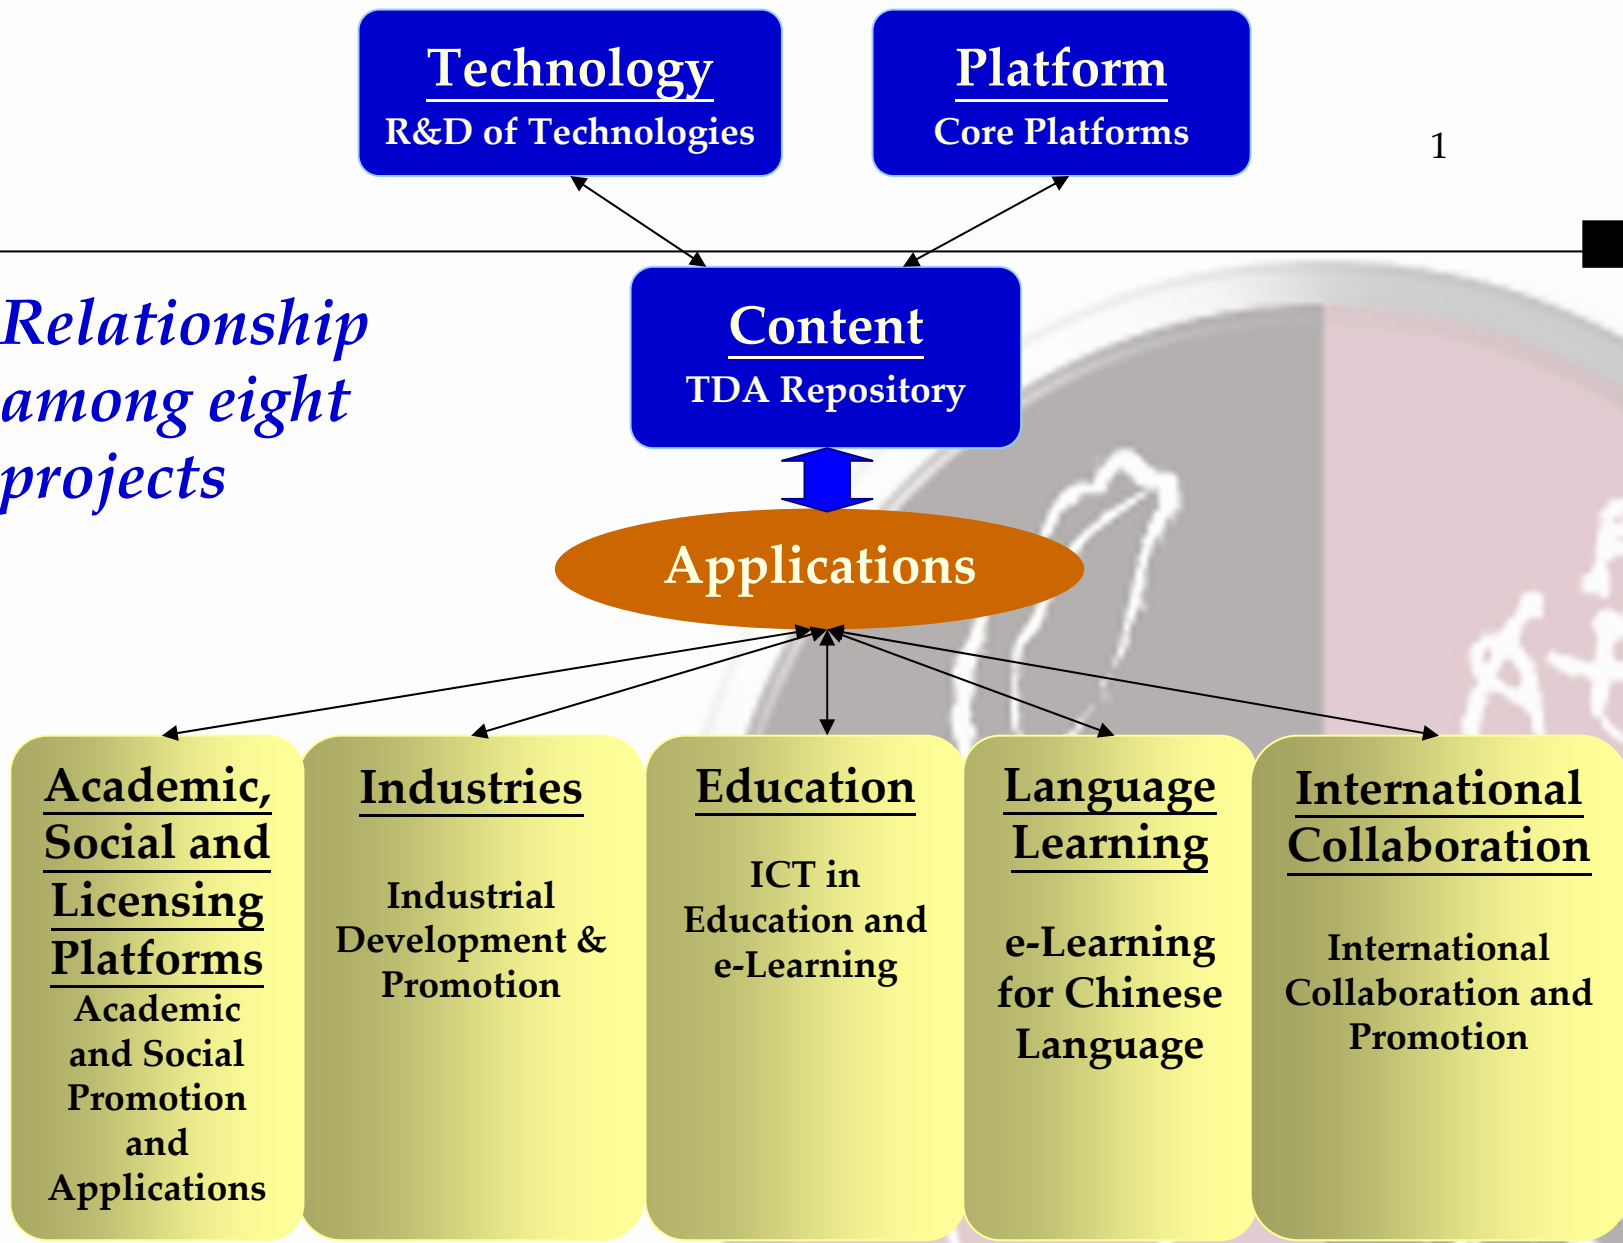 Technology
R&D of Technologies
Platform
Core Platforms
1
Relationship
among eight
projects
Content
TDA Repository
Applications
Academic,
Social and
Licensing
Platforms
Academic
and Social
Promotion
and
Applications
Industries
Industrial
Development &
Promotion
Education
ICT in
Education and
e-Learning
Language
Learning
e-Learning
for Chinese
Language
International
Collaboration
International
Collaboration and
Promotion